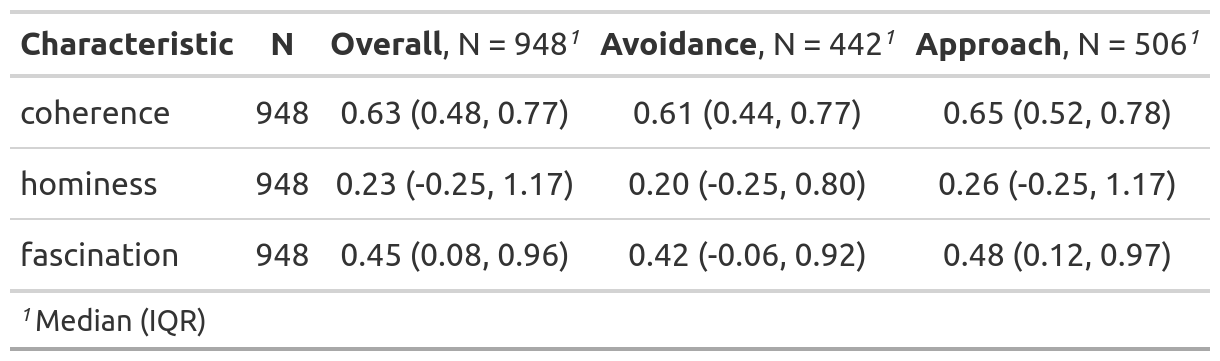 Characteristic N Overall, N = 948¹ Avoidance, N = 442¹ Approach, N = 506¹
coherence 948 0.63 (0.48, 0.77) 0.61 (0.44, 0.77) 0.65 (0.52, 0.78)
hominess 948 0.23 (-0.25, 1.17) 0.20 (-0.25, 0.80) 0.26 (-0.25, 1.17)
fascination 948 0.45 (0.08, 0.96) 0.42 (-0.06, 0.92) 0.48 (0.12, 0.97)
¹ Median (IQR)